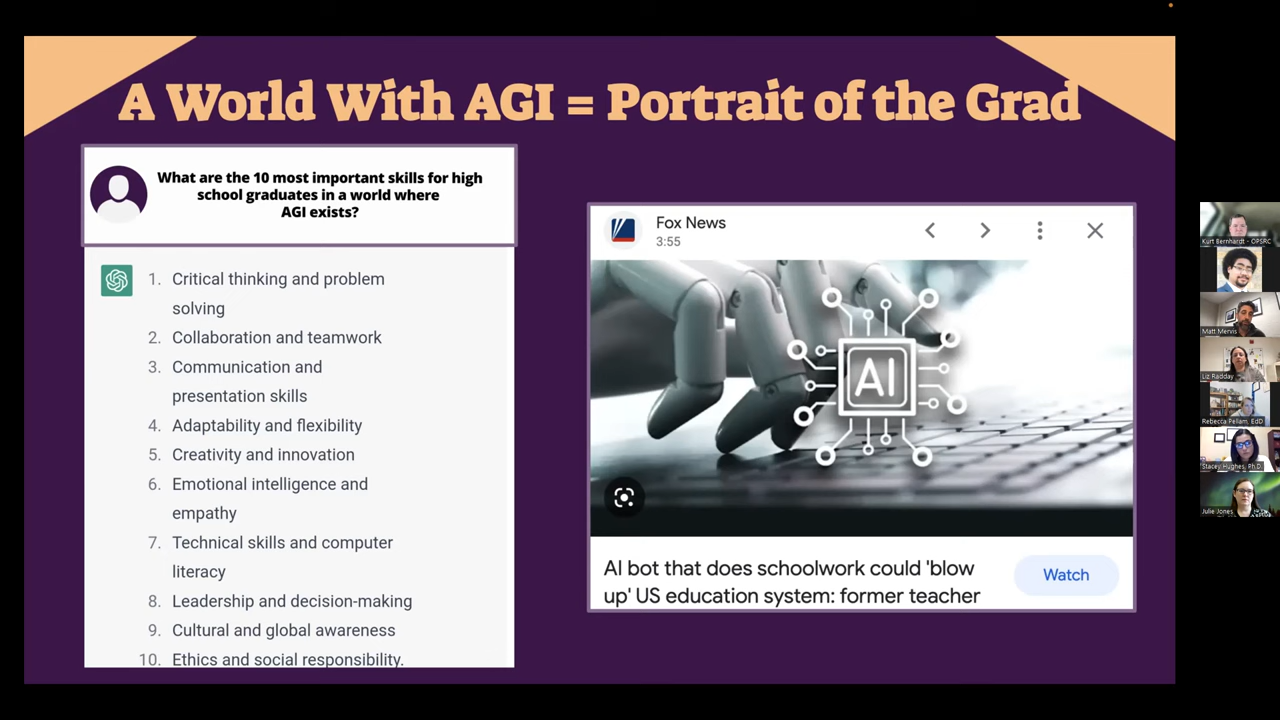 A World With AGI = Portrait of the Grad
What are the 10 most important skills for high
school graduates in a world where
AGI exists?
1. Critical thinking and problem
solving
2. Collaboration and teamwork
3. Communication and
presentation skills
4. Adaptability and flexibility
5. Creativity and innovation
6. Emotional intelligence and
empathy
7. Technical skills and computer
literacy
8. Leadership and decision-making
9. Cultural and global awareness
10. Ethics and social responsibility.
Fox News
3:55
AI
AI bot that does schoolwork could 'blow
up' US education system: former teacher
Watch
Kurt Bernhardt - OPSRC
Matt Mervis
Liz Radday
Rebecca Pellam, EdD
Stacey Hughes, Ph.D.
Julie Jones